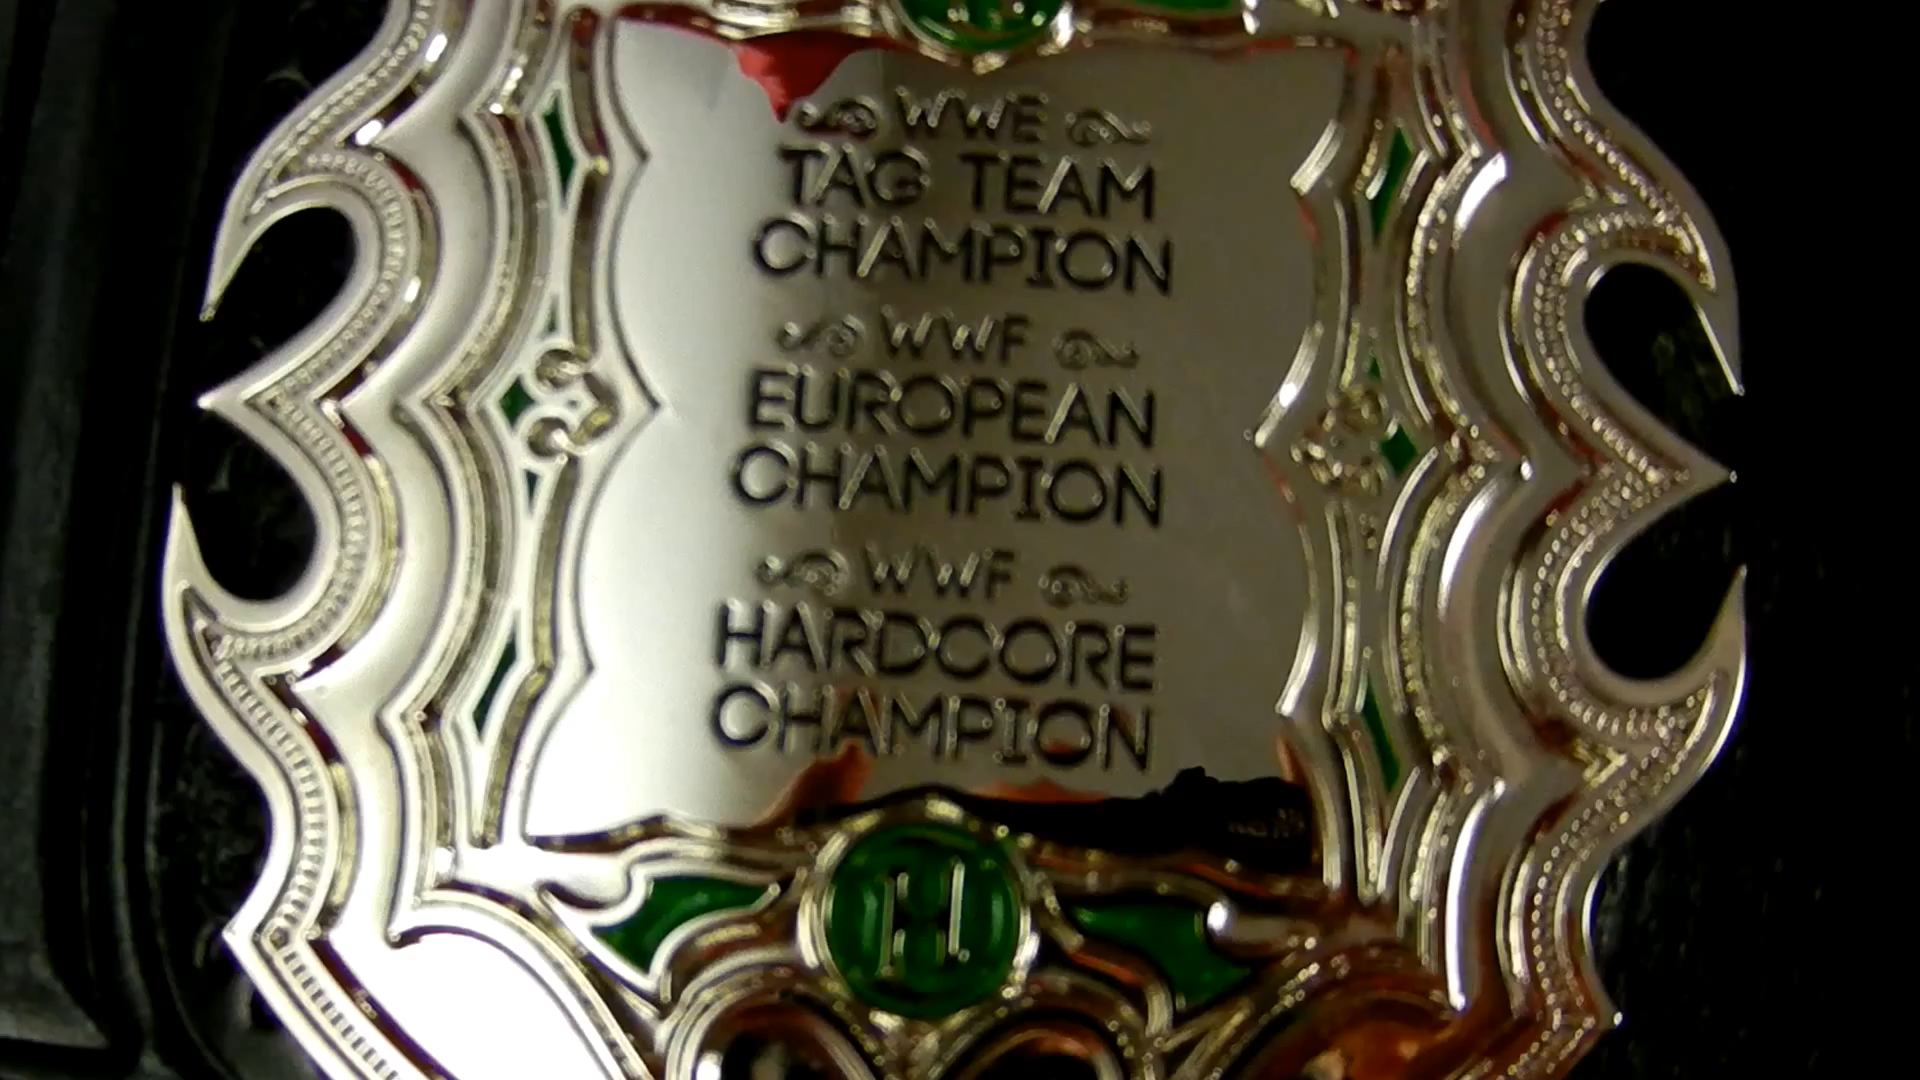 WWE
TAG TEAM
CHAMPION
WWF
EUROPEAN
CHAMPION
WWF
HARDCORE
CHAMPION
H